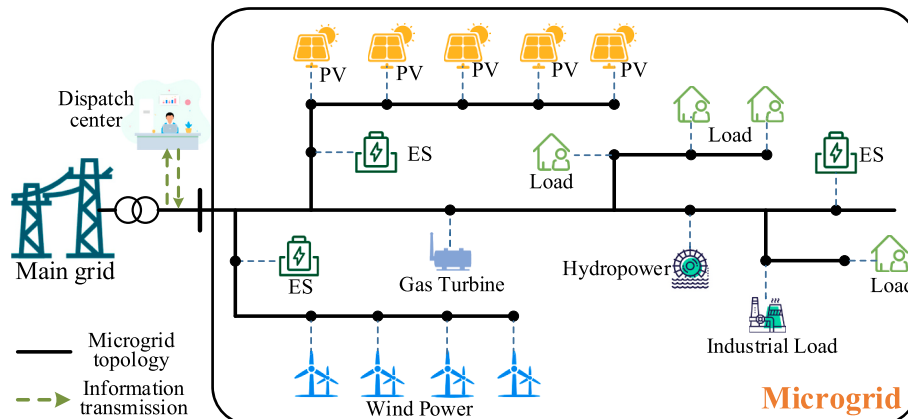 PV
PV
PV
PV
PV
Dispatch
center
ES
Load
Load
ES
Main grid
ES
Gas Turbine
Hydropower
Load
Industrial Load
Microgrid
topology
Information
transmission
Wind Power
Microgrid